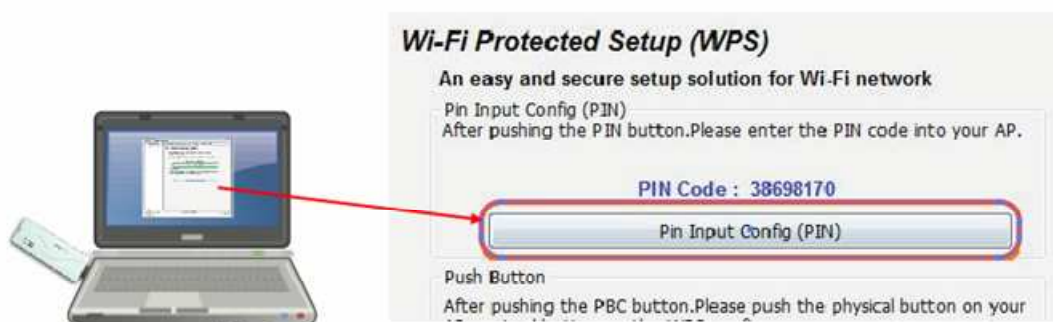 Wi-Fi Protected Setup (WPS)
An easy and secure setup solution for Wi-Fi network
Pin Input Config (PIN)
After pushing the PIN button.Please enter the PIN code into your AP.
PIN Code : 38698170
Pin Input Config (PIN)
Push Button
After pushing the PBC button.Please push the physical button on your